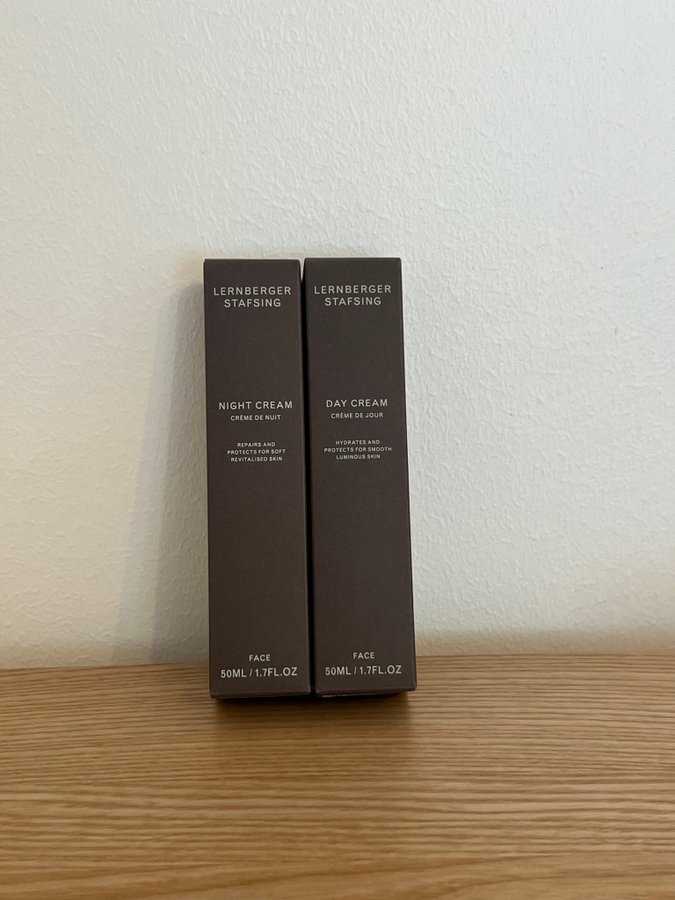 LERNBERGER
STAFSING
NIGHT CREAM
CRÈME DE NUIT
REPAIRS AND
PROTECTS FOR SOFT
REVITALISED SKIN
FACE
50ML / 1.7FL.OZ
LERNBERGER
STAFSING
DAY CREAM
CRÈME DE JOUR
HYDRATES AND
PROTECTS FOR SMOOTH
LUMINOUS SKIN
FACE
50ML / 1.7FL.OZ